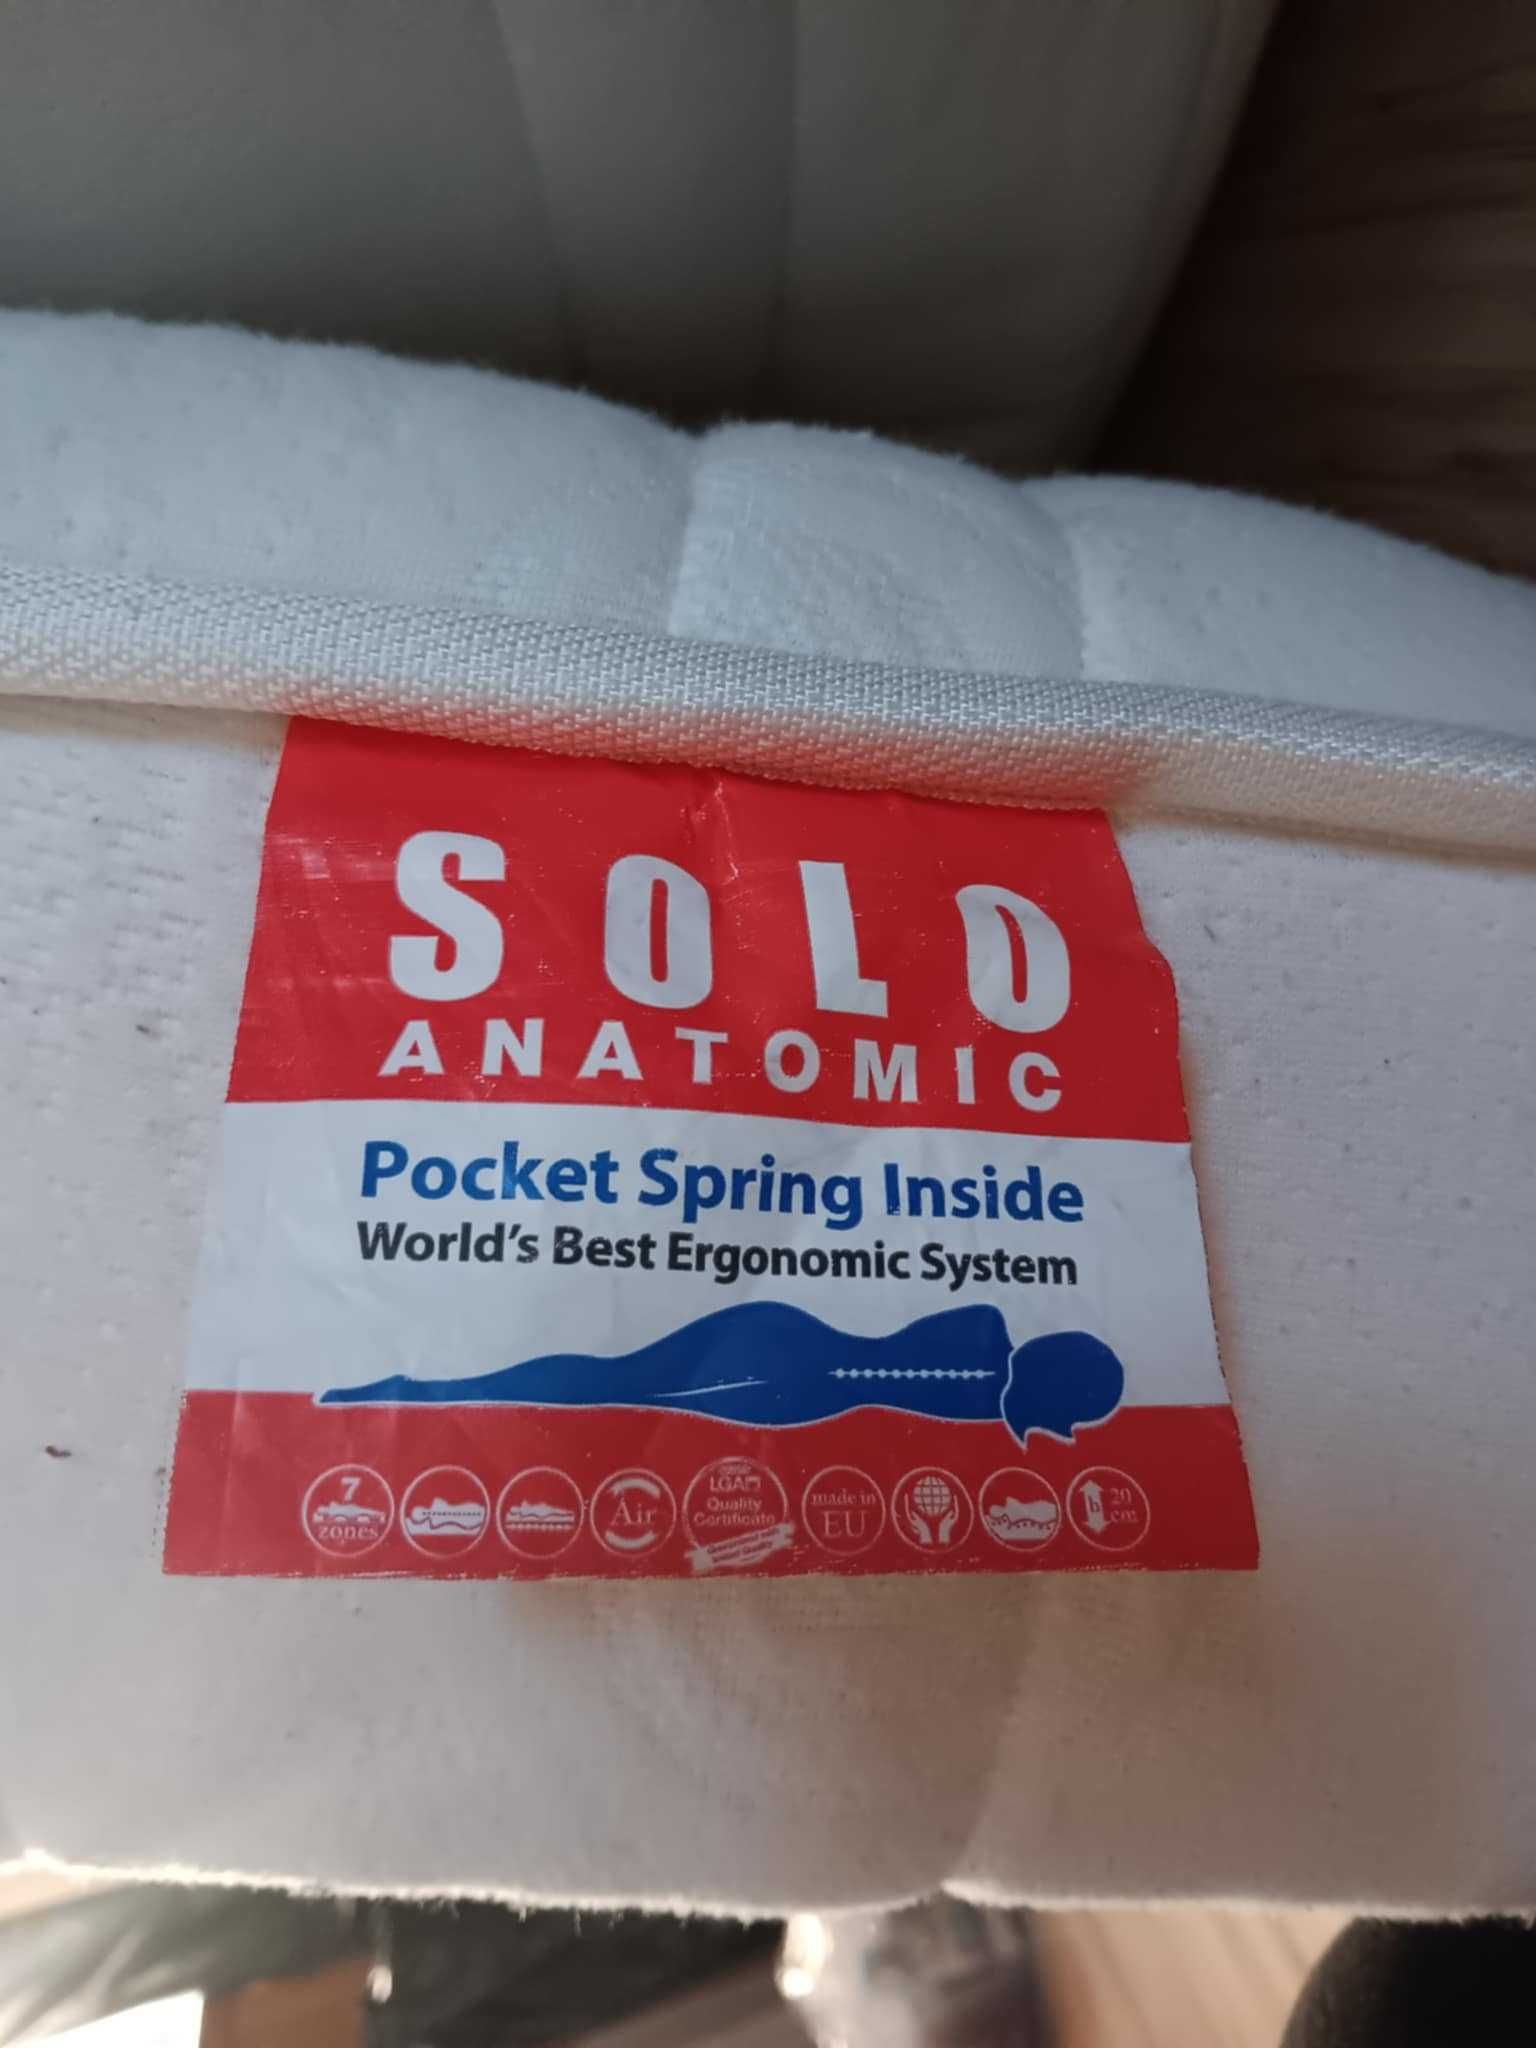 SOLO
ANATOMIC
Pocket Spring Inside
World's Best Ergonomic System
7
zones
Air
LGA
Quality
Certificate
made in
EU
h 20
cm